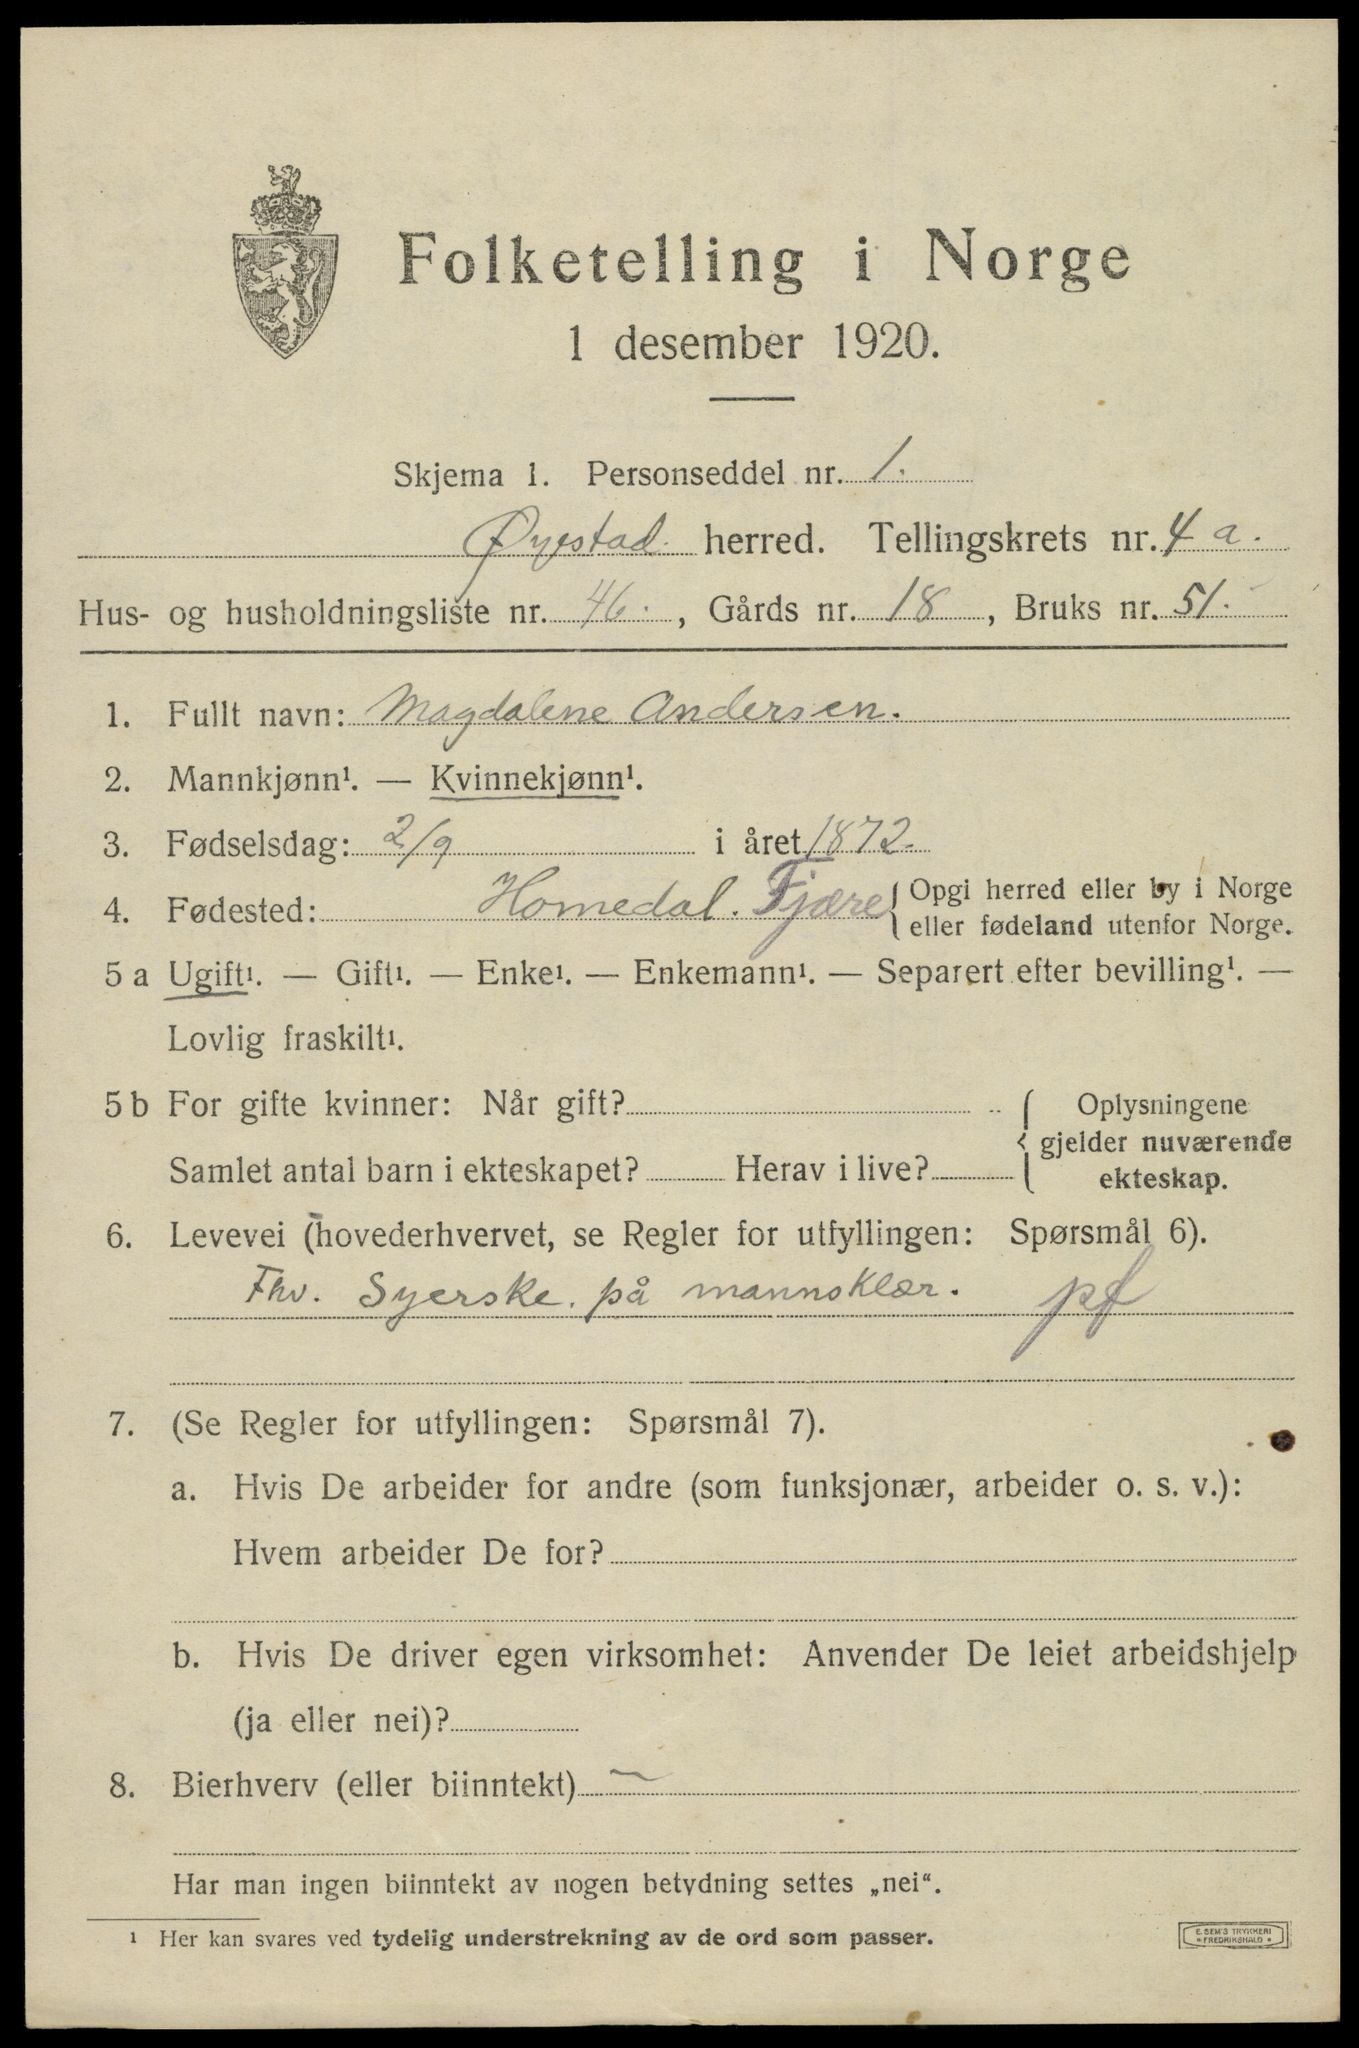 Folketelling i Norge
1 desember 1920.
Skjema 1. Personseddel nr. 1.
Øyestad herred. Tellingskrets nr. 4 a.
Hus- og husholdningsliste nr. 46., Gårds nr. 18, Bruks nr. 51.
1. Fullt navn: Magdalene Andersen.
2. Mannkjønn¹. — Kvinnekjønn¹.
3. Fødselsdag: 2/9 i året 1872.
4. Fødested: Homedal. Fjære { Opgi herred eller by i Norge
eller fødeland utenfor Norge.
5 a Ugift¹. — Gift¹. — Enke¹. — Enkemann¹. — Separert efter bevilling¹. —
Lovlig fraskilt¹.
5 b For gifte kvinner: Når gift? Oplysningene
gjelder nuværende
Samlet antal barn i ekteskapet? Herav i live? ekteskap.
6. Levevei (hovederhvervet, se Regler for utfyllingen: Spørsmål 6).
Fhv. Syerske. på mannsklær. pf
7. (Se Regler for utfyllingen: Spørsmål 7).
a. Hvis De arbeider for andre (som funksjonær, arbeider o. s. v.):
Hvem arbeider De for?
b. Hvis De driver egen virksomhet: Anvender De leiet arbeidshjelp
(ja eller nei)?
8. Bierhverv (eller biinntekt) —
Har man ingen biinntekt av nogen betydning settes „nei“.
¹ Her kan svares ved tydelig understrekning av de ord som passer.
E. SEM'S TRYKKERI
* FREDRIKSHALD *